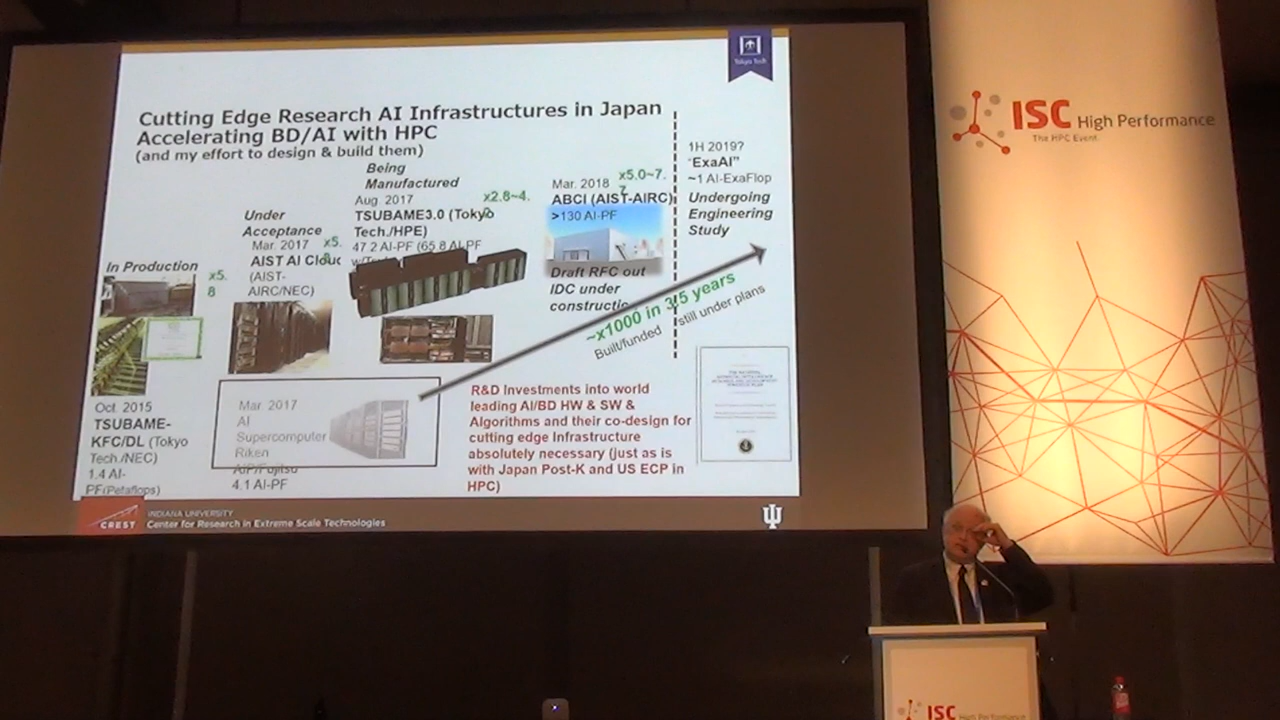 Tokyo Tech
Cutting Edge Research AI Infrastructures in Japan
Accelerating BD/AI with HPC
(and my effort to design & build them)
In Production
x5.
8
Oct. 2015
TSUBAME-
KFC/DL (Tokyo
Tech./NEC)
1.4 AI-
PF(Petaflops)
Under
Acceptance
Mar. 2017
x5.
AIST AI Cloud
(AIST-
AIRC/NEC)
Mar. 2017
AI
Supercomputer
Riken
AIP/Fujitsu
4.1 AI-PF
Being
Manufactured
Aug. 2017
x2.8~4.
TSUBAME3.0 (Tokyo
Tech./HPE)
47.2 AI-PF (65.8 AI-PF
Mar. 2018
x5.0~7.
7
ABCI (AIST-AIRC)
>130 AI-PF
Draft RFC out
IDC under
constructio
1H 2019?
"ExaAI"
~1 AI-ExaFlop
Undergoing
Engineering
Study
~x1000 in 3.5 years
Built/funded
still under plans
R&D Investments into world
leading AI/BD HW & SW &
Algorithms and their co-design for
cutting edge Infrastructure
absolutely necessary (just as is
with Japan Post-K and US ECP in
HPC)
CREST
INDIANA UNIVERSITY
Center for Research in Extreme Scale Technologies
ISC High Performance
The HPC Event.
ISC High Performance